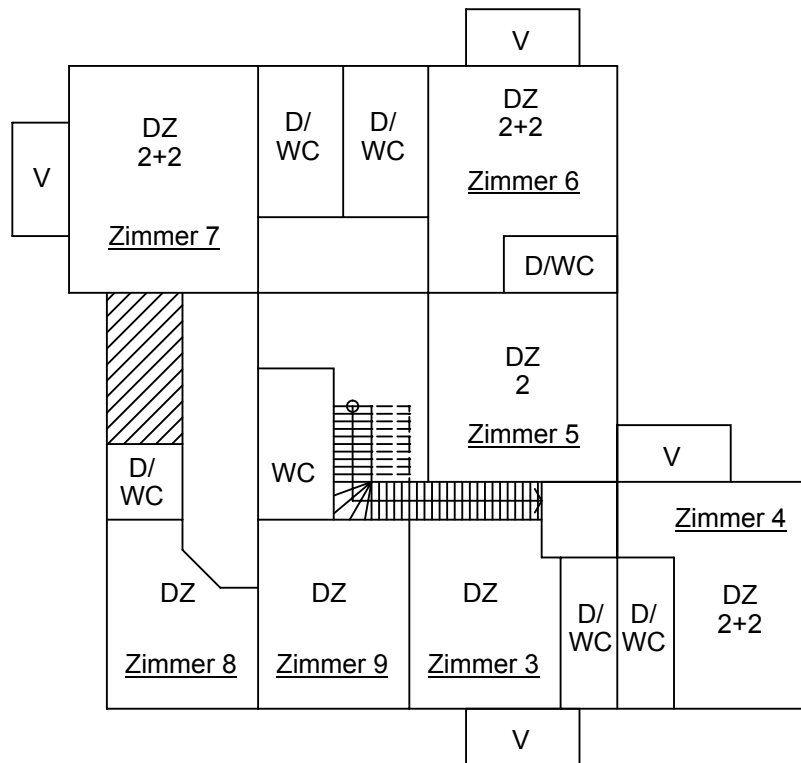 V
DZ
2+2
Zimmer 7
V
D/
WC
D/
WC
DZ
2+2
Zimmer 6
D/WC
DZ
2
Zimmer 5
V
D/
WC
WC
Zimmer 4
DZ
2+2
DZ
Zimmer 8
DZ
Zimmer 9
DZ
Zimmer 3
D/
WC
D/
WC
V